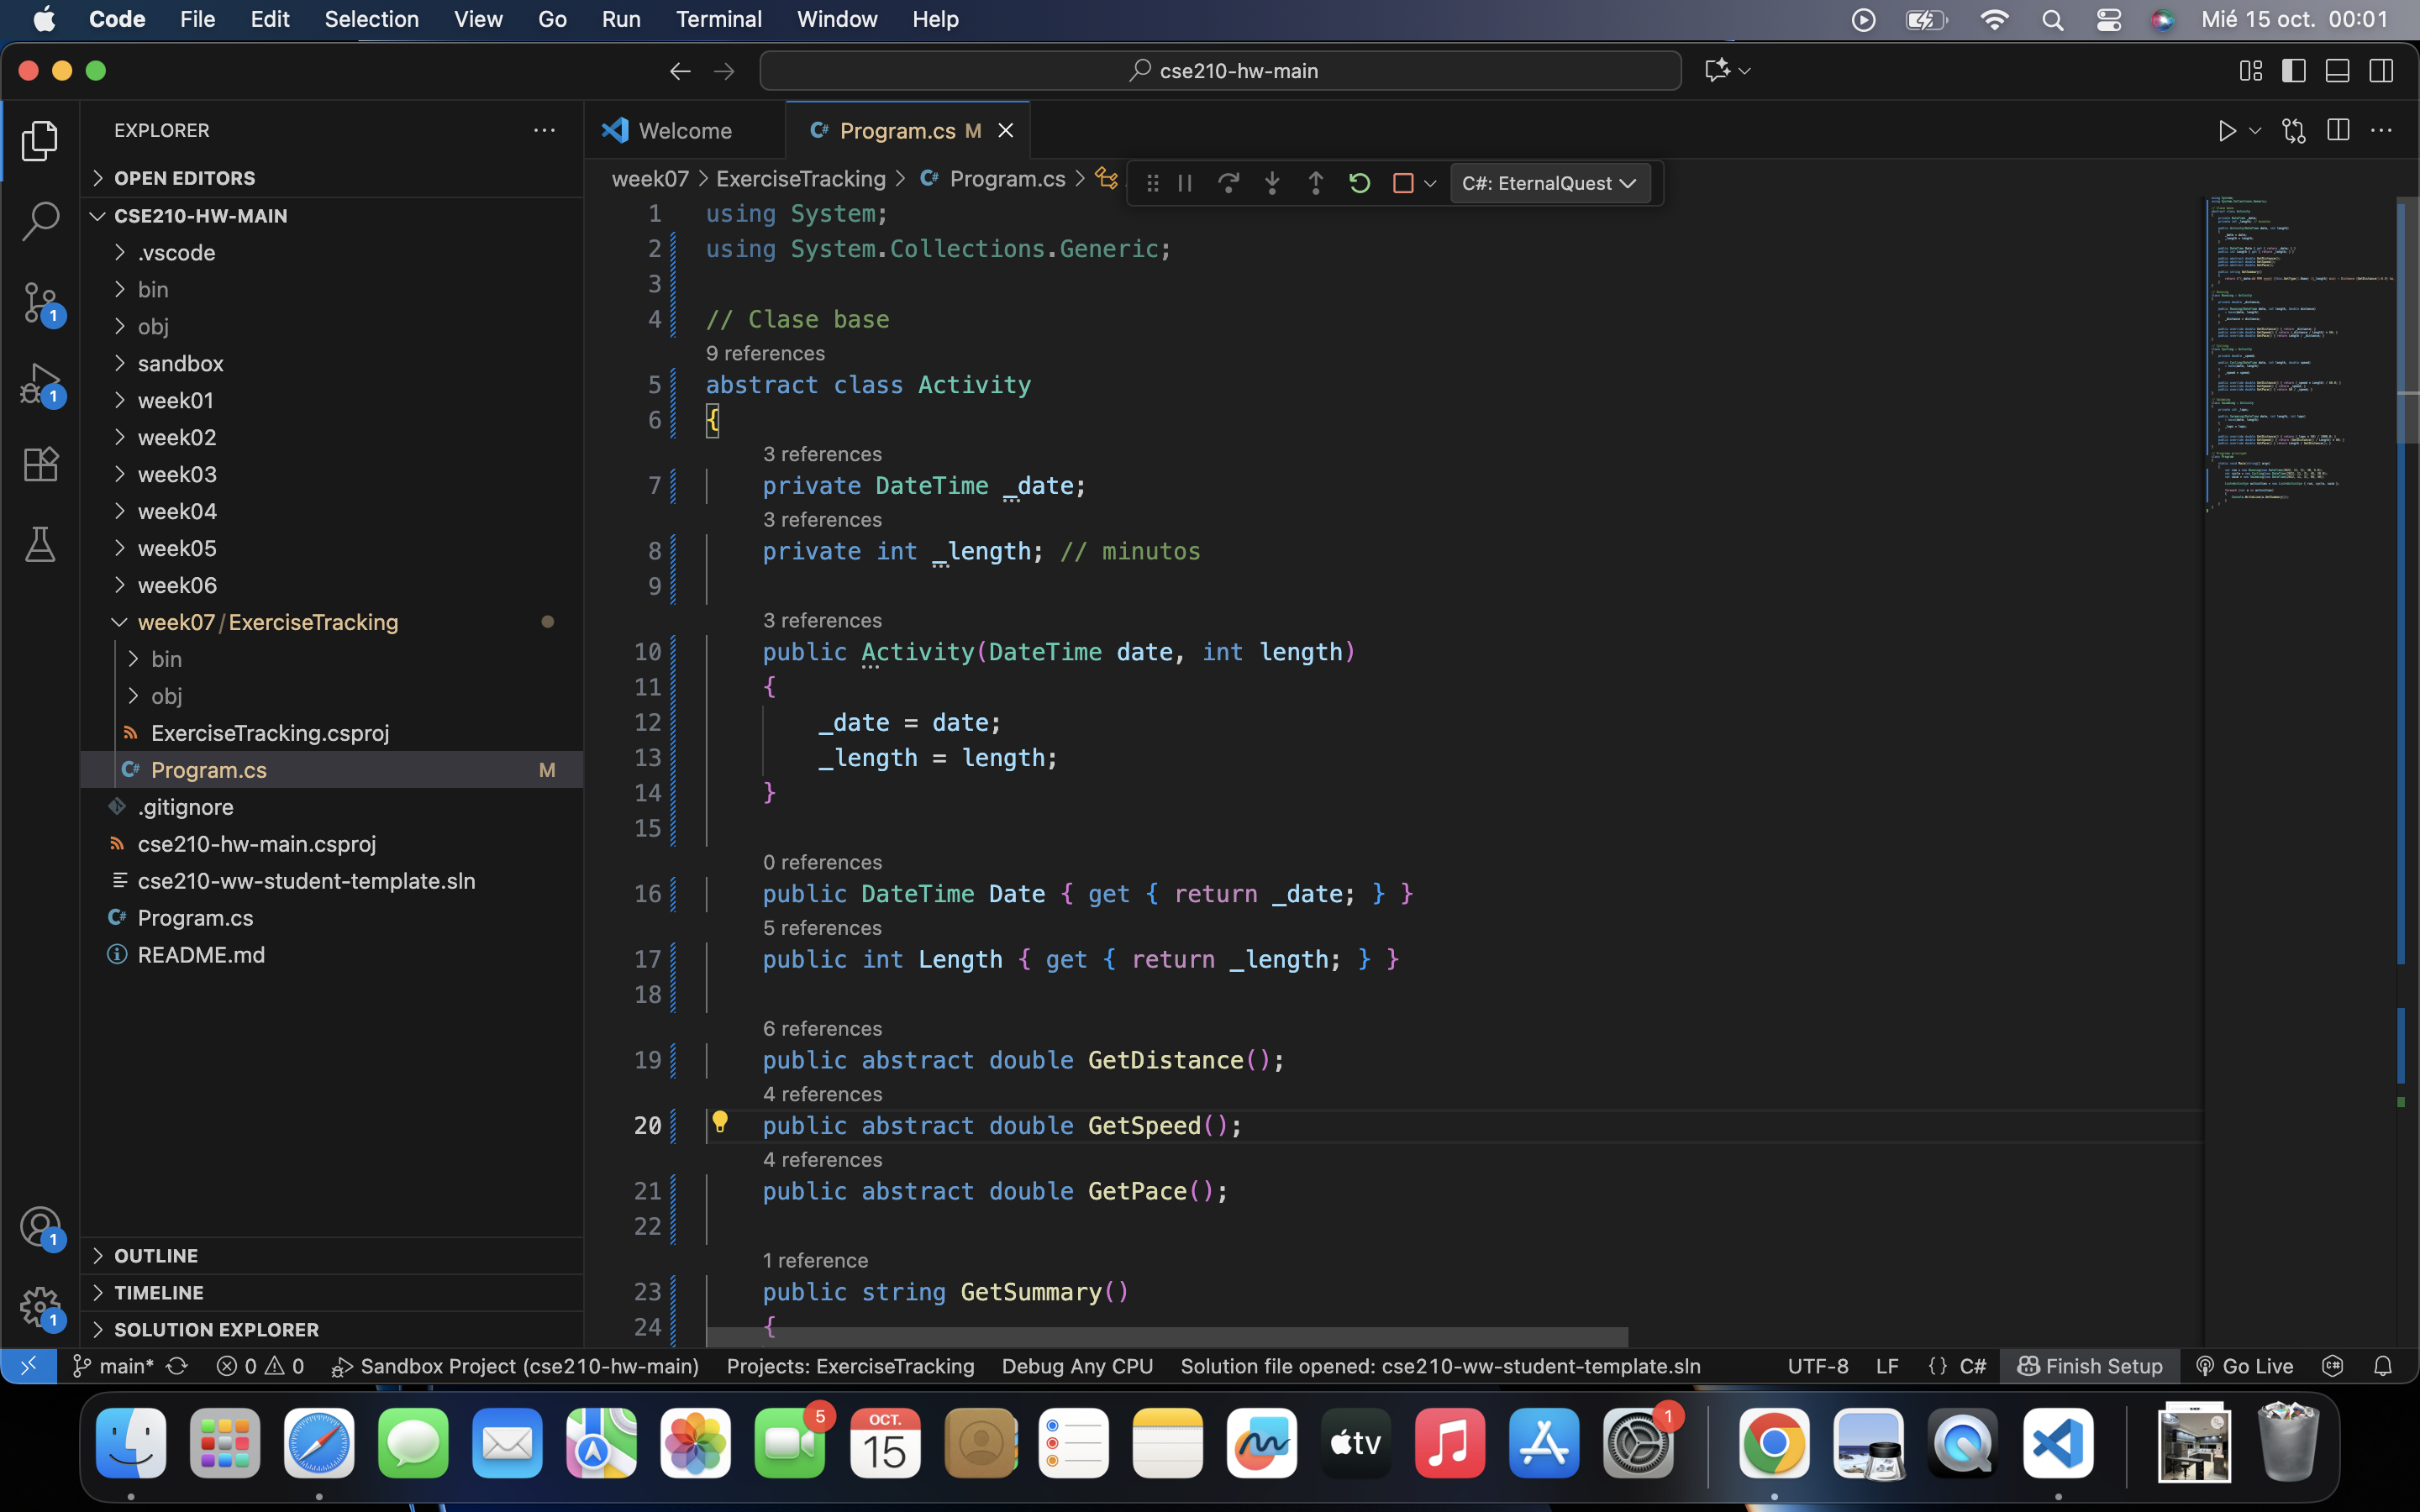 Code File Edit Selection View Go Run Terminal Window Help Mié 15 oct. 00:01
cse210-hw-main
EXPLORER
OPEN EDITORS
CSE210-HW-MAIN
.vscode
bin
obj
sandbox
week01
week02
week03
week04
week05
week06
week07/ExerciseTracking
bin
obj
ExerciseTracking.csproj
Program.cs M
.gitignore
cse210-hw-main.csproj
cse210-ww-student-template.sln
Program.cs
README.md
OUTLINE
TIMELINE
SOLUTION EXPLORER
1
1
1
1
Welcome
Program.cs M
week07 > ExerciseTracking > Program.cs >
C#: EternalQuest
1 using System;
2 using System.Collections.Generic;
3
4 // Clase base
9 references
5 abstract class Activity
6 {
3 references
7 private DateTime _date;
3 references
8 private int _length; // minutos
9
3 references
10 public Activity(DateTime date, int length)
11 {
12 _date = date;
13 _length = length;
14 }
15
0 references
16 public DateTime Date { get { return _date; } }
5 references
17 public int Length { get { return _length; } }
18
6 references
19 public abstract double GetDistance();
4 references
20 public abstract double GetSpeed();
4 references
21 public abstract double GetPace();
22
1 reference
23 public string GetSummary()
24 {
main* 0 0 Sandbox Project (cse210-hw-main) Projects: ExerciseTracking Debug Any CPU Solution file opened: cse210-ww-student-template.sln UTF-8 LF {} C# Finish Setup Go Live
5
OCT.
15
tv
1